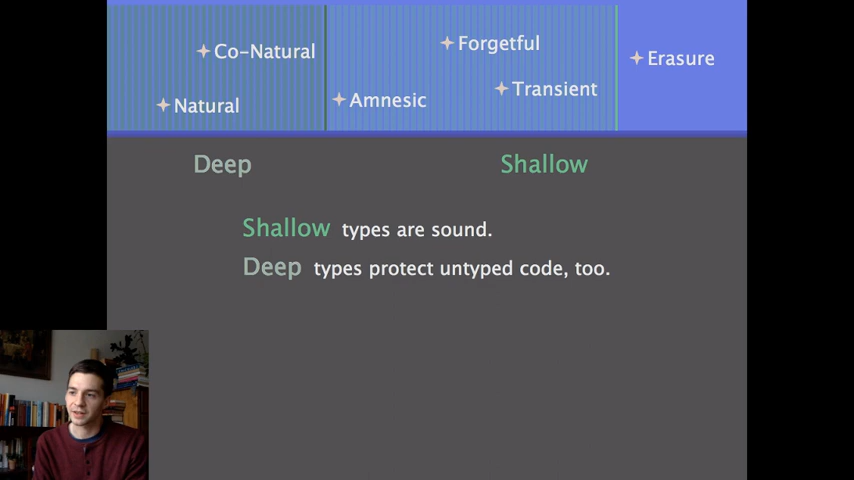 Co-Natural
Forgetful
Erasure
Natural
Amnesic
Transient
Deep
Shallow
Shallow types are sound.
Deep types protect untyped code, too.